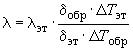 λ = λэт · δобр · ΔTэт / δэт · ΔTобр